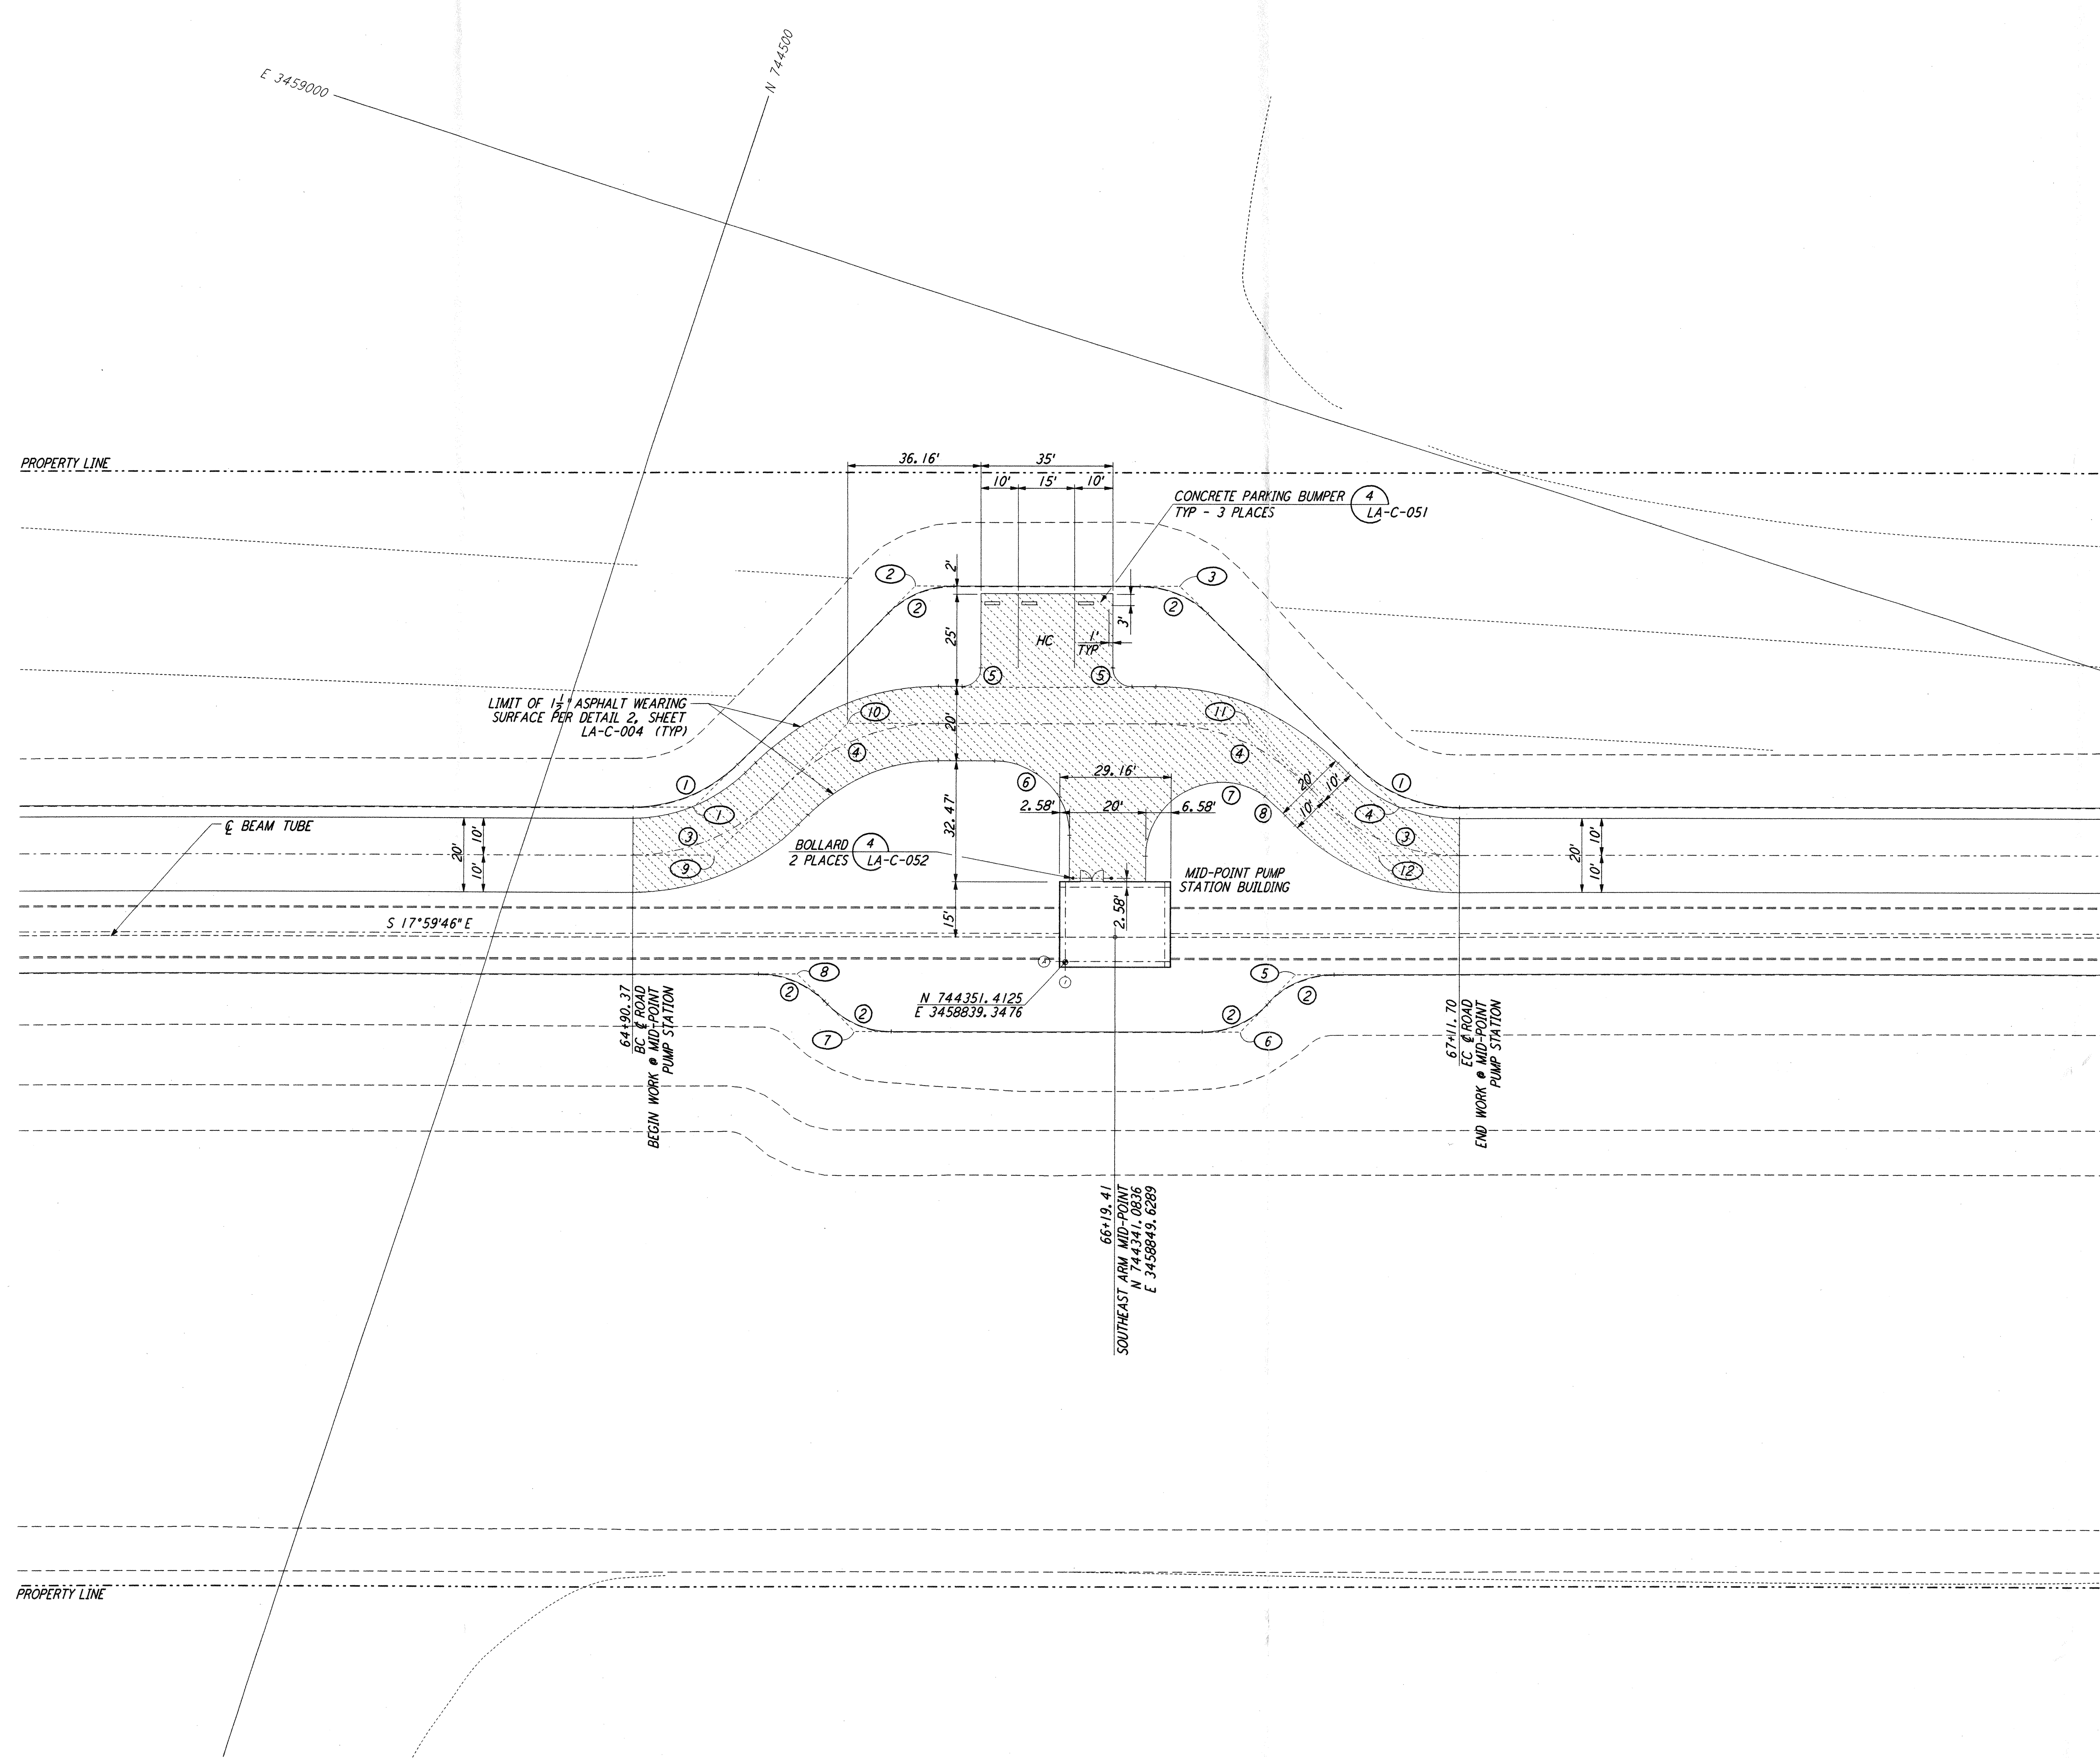 E 3459000
N 744500
PROPERTY LINE
36.16'
35'
10'
15'
10'
CONCRETE PARKING BUMPER
TYP - 3 PLACES
4
LA-C-051
2'
2
3
2
2
25'
3'
HC
1'
TYP
5
5
LIMIT OF 1½" ASPHALT WEARING
SURFACE PER DETAIL 2, SHEET
LA-C-004 (TYP)
10
11
20'
4
4
1
6
29.16'
20'
10'
10'
1
7
8
2.58'
20'
6.58'
1
4
℄ BEAM TUBE
20'
10'
10'
3
9
32.47'
BOLLARD
2 PLACES
4
LA-C-052
MID-POINT PUMP
STATION BUILDING
3
12
20'
10'
10'
S 17°59'46" E
15'
2.58'
8
5
2
2
A
1
N 744351.4125
E 3458839.3476
2
2
7
6
64+90.37
BC ℄ ROAD
BEGIN WORK @ MID-POINT
PUMP STATION
67+11.70
EC ℄ ROAD
END WORK @ MID-POINT
PUMP STATION
66+19.41
SOUTHEAST ARM MID-POINT
N 744341.0836
E 3458849.6289
PROPERTY LINE